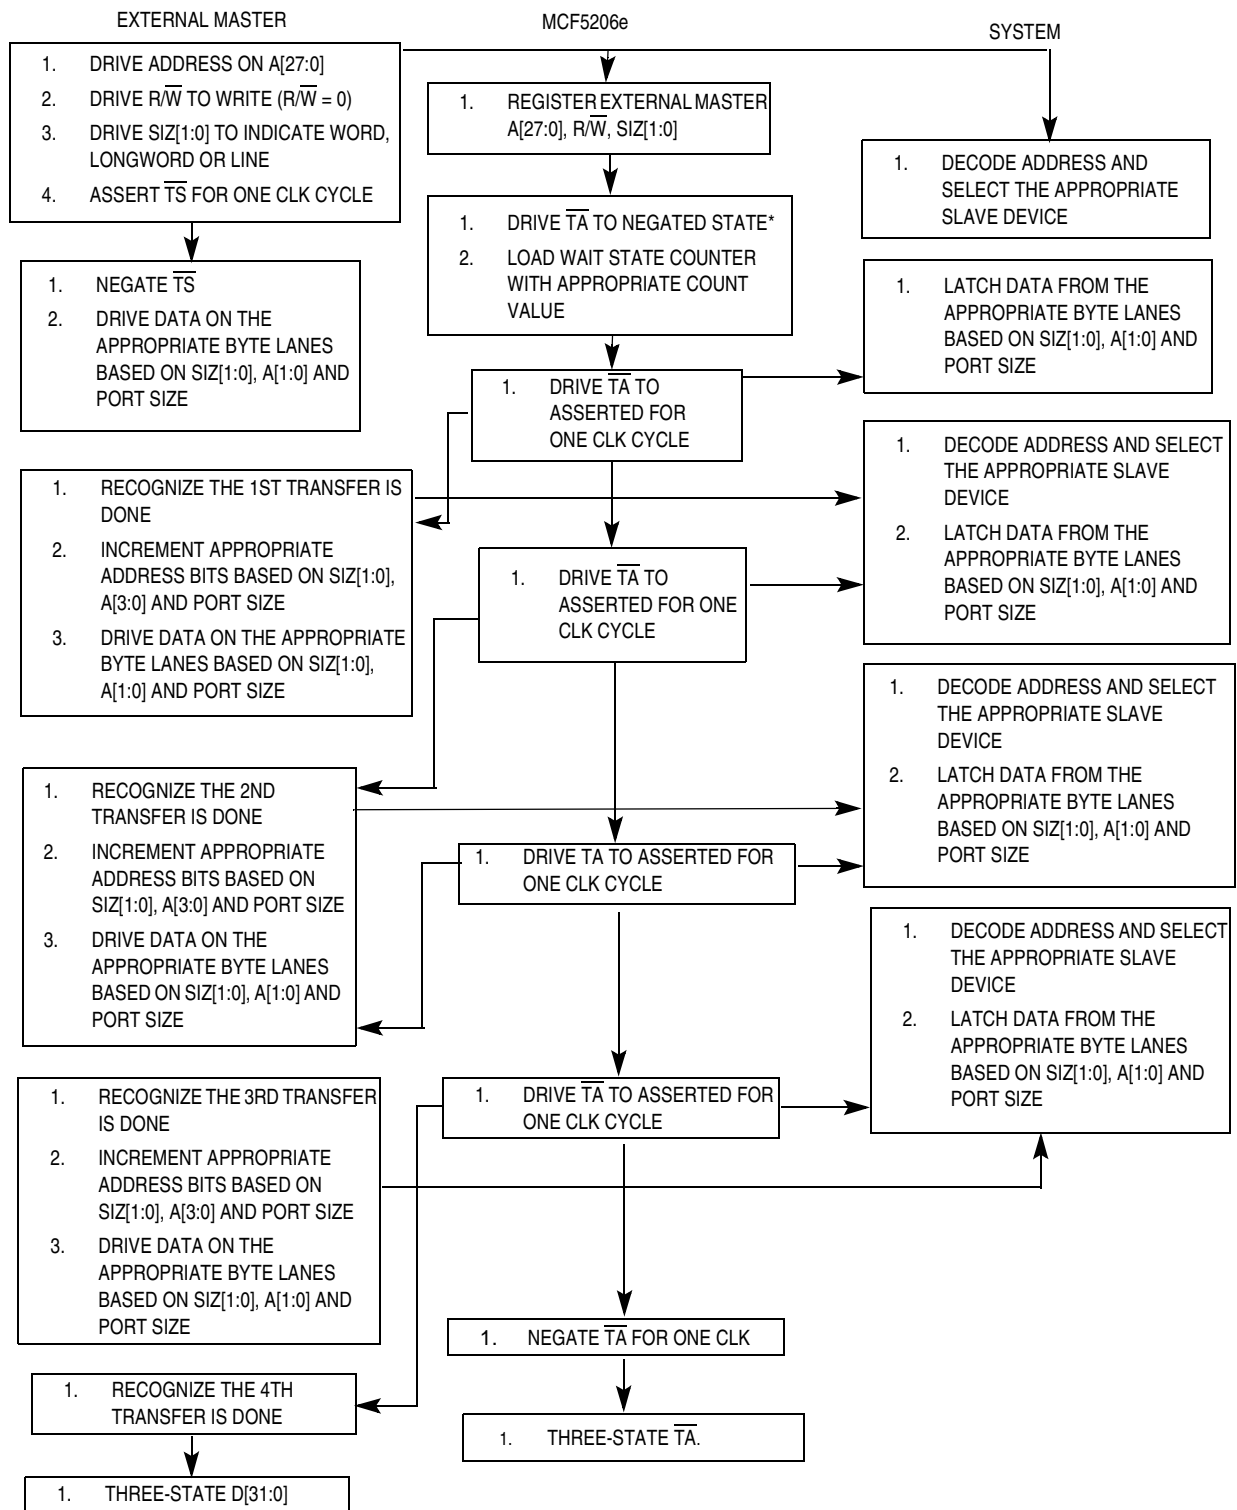 EXTERNAL MASTER
1. DRIVE ADDRESS ON A[27:0]
2. DRIVE R/W̅ TO WRITE (R/W̅ = 0)
3. DRIVE SIZ[1:0] TO INDICATE WORD,
LONGWORD OR LINE
4. ASSERT T̅S̅ FOR ONE CLK CYCLE
1. NEGATE T̅S̅
2. DRIVE DATA ON THE
APPROPRIATE BYTE LANES
BASED ON SIZ[1:0], A[1:0] AND
PORT SIZE
1. RECOGNIZE THE 1ST TRANSFER IS
DONE
2. INCREMENT APPROPRIATE
ADDRESS BITS BASED ON SIZ[1:0],
A[3:0] AND PORT SIZE
3. DRIVE DATA ON THE APPROPRIATE
BYTE LANES BASED ON SIZ[1:0],
A[1:0] AND PORT SIZE
1. RECOGNIZE THE 2ND
TRANSFER IS DONE
2. INCREMENT APPROPRIATE
ADDRESS BITS BASED ON
SIZ[1:0], A[3:0] AND PORT SIZE
3. DRIVE DATA ON THE
APPROPRIATE BYTE LANES
BASED ON SIZ[1:0], A[1:0] AND
PORT SIZE
1. RECOGNIZE THE 3RD TRANSFER
IS DONE
2. INCREMENT APPROPRIATE
ADDRESS BITS BASED ON
SIZ[1:0], A[3:0] AND PORT SIZE
3. DRIVE DATA ON THE
APPROPRIATE BYTE LANES
BASED ON SIZ[1:0], A[1:0] AND
PORT SIZE
1. RECOGNIZE THE 4TH
TRANSFER IS DONE
1. THREE-STATE D[31:0]
MCF5206e
1. REGISTER EXTERNAL MASTER
A[27:0], R/W̅, SIZ[1:0]
1. DRIVE T̅A̅ TO NEGATED STATE*
2. LOAD WAIT STATE COUNTER
WITH APPROPRIATE COUNT
VALUE
1. DRIVE T̅A̅ TO
ASSERTED FOR
ONE CLK CYCLE
1. DRIVE T̅A̅ TO
ASSERTED FOR ONE
CLK CYCLE
1. DRIVE TA TO ASSERTED FOR
ONE CLK CYCLE
1. DRIVE T̅A̅ TO ASSERTED FOR
ONE CLK CYCLE
1. NEGATE T̅A̅ FOR ONE CLK
1. THREE-STATE T̅A̅.
SYSTEM
1. DECODE ADDRESS AND
SELECT THE APPROPRIATE
SLAVE DEVICE
1. LATCH DATA FROM THE
APPROPRIATE BYTE LANES
BASED ON SIZ[1:0], A[1:0] AND
PORT SIZE
1. DECODE ADDRESS AND SELECT
THE APPROPRIATE SLAVE
DEVICE
2. LATCH DATA FROM THE
APPROPRIATE BYTE LANES
BASED ON SIZ[1:0], A[1:0] AND
PORT SIZE
1. DECODE ADDRESS AND SELECT
THE APPROPRIATE SLAVE
DEVICE
2. LATCH DATA FROM THE
APPROPRIATE BYTE LANES
BASED ON SIZ[1:0], A[1:0] AND
PORT SIZE
1. DECODE ADDRESS AND SELECT
THE APPROPRIATE SLAVE
DEVICE
2. LATCH DATA FROM THE
APPROPRIATE BYTE LANES
BASED ON SIZ[1:0], A[1:0] AND
PORT SIZE